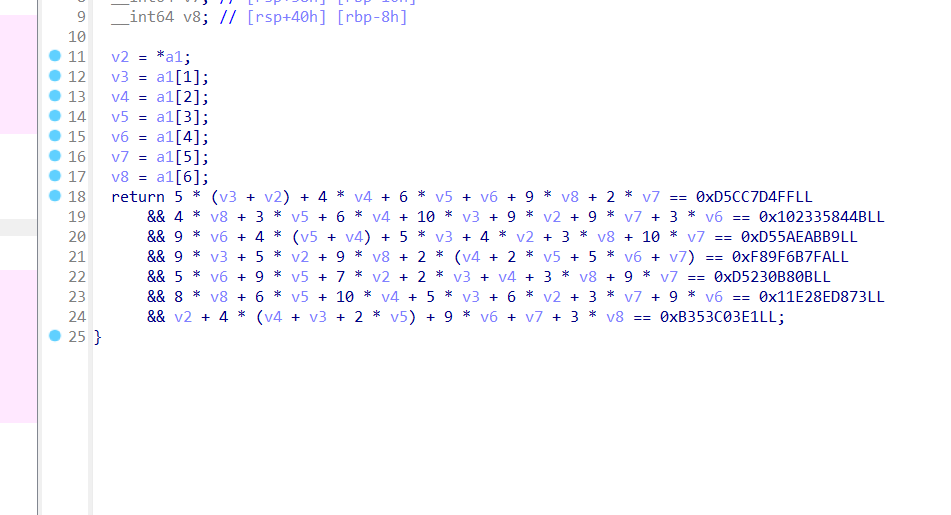 9 __int64 v8; // [rsp+40h] [rbp-8h]
10
11 v2 = *a1;
12 v3 = a1[1];
13 v4 = a1[2];
14 v5 = a1[3];
15 v6 = a1[4];
16 v7 = a1[5];
17 v8 = a1[6];
18 return 5 * (v3 + v2) + 4 * v4 + 6 * v5 + v6 + 9 * v8 + 2 * v7 == 0xD5CC7D4FFLL
19 && 4 * v8 + 3 * v5 + 6 * v4 + 10 * v3 + 9 * v2 + 9 * v7 + 3 * v6 == 0x102335844BLL
20 && 9 * v6 + 4 * (v5 + v4) + 5 * v3 + 4 * v2 + 3 * v8 + 10 * v7 == 0xD55AEABB9LL
21 && 9 * v3 + 5 * v2 + 9 * v8 + 2 * (v4 + 2 * v5 + 5 * v6 + v7) == 0xF89F6B7FALL
22 && 5 * v6 + 9 * v5 + 7 * v2 + 2 * v3 + v4 + 3 * v8 + 9 * v7 == 0xD5230B80BLL
23 && 8 * v8 + 6 * v5 + 10 * v4 + 5 * v3 + 6 * v2 + 3 * v7 + 9 * v6 == 0x11E28ED873LL
24 && v2 + 4 * (v4 + v3 + 2 * v5) + 9 * v6 + v7 + 3 * v8 == 0xB353C03E1LL;
25 }